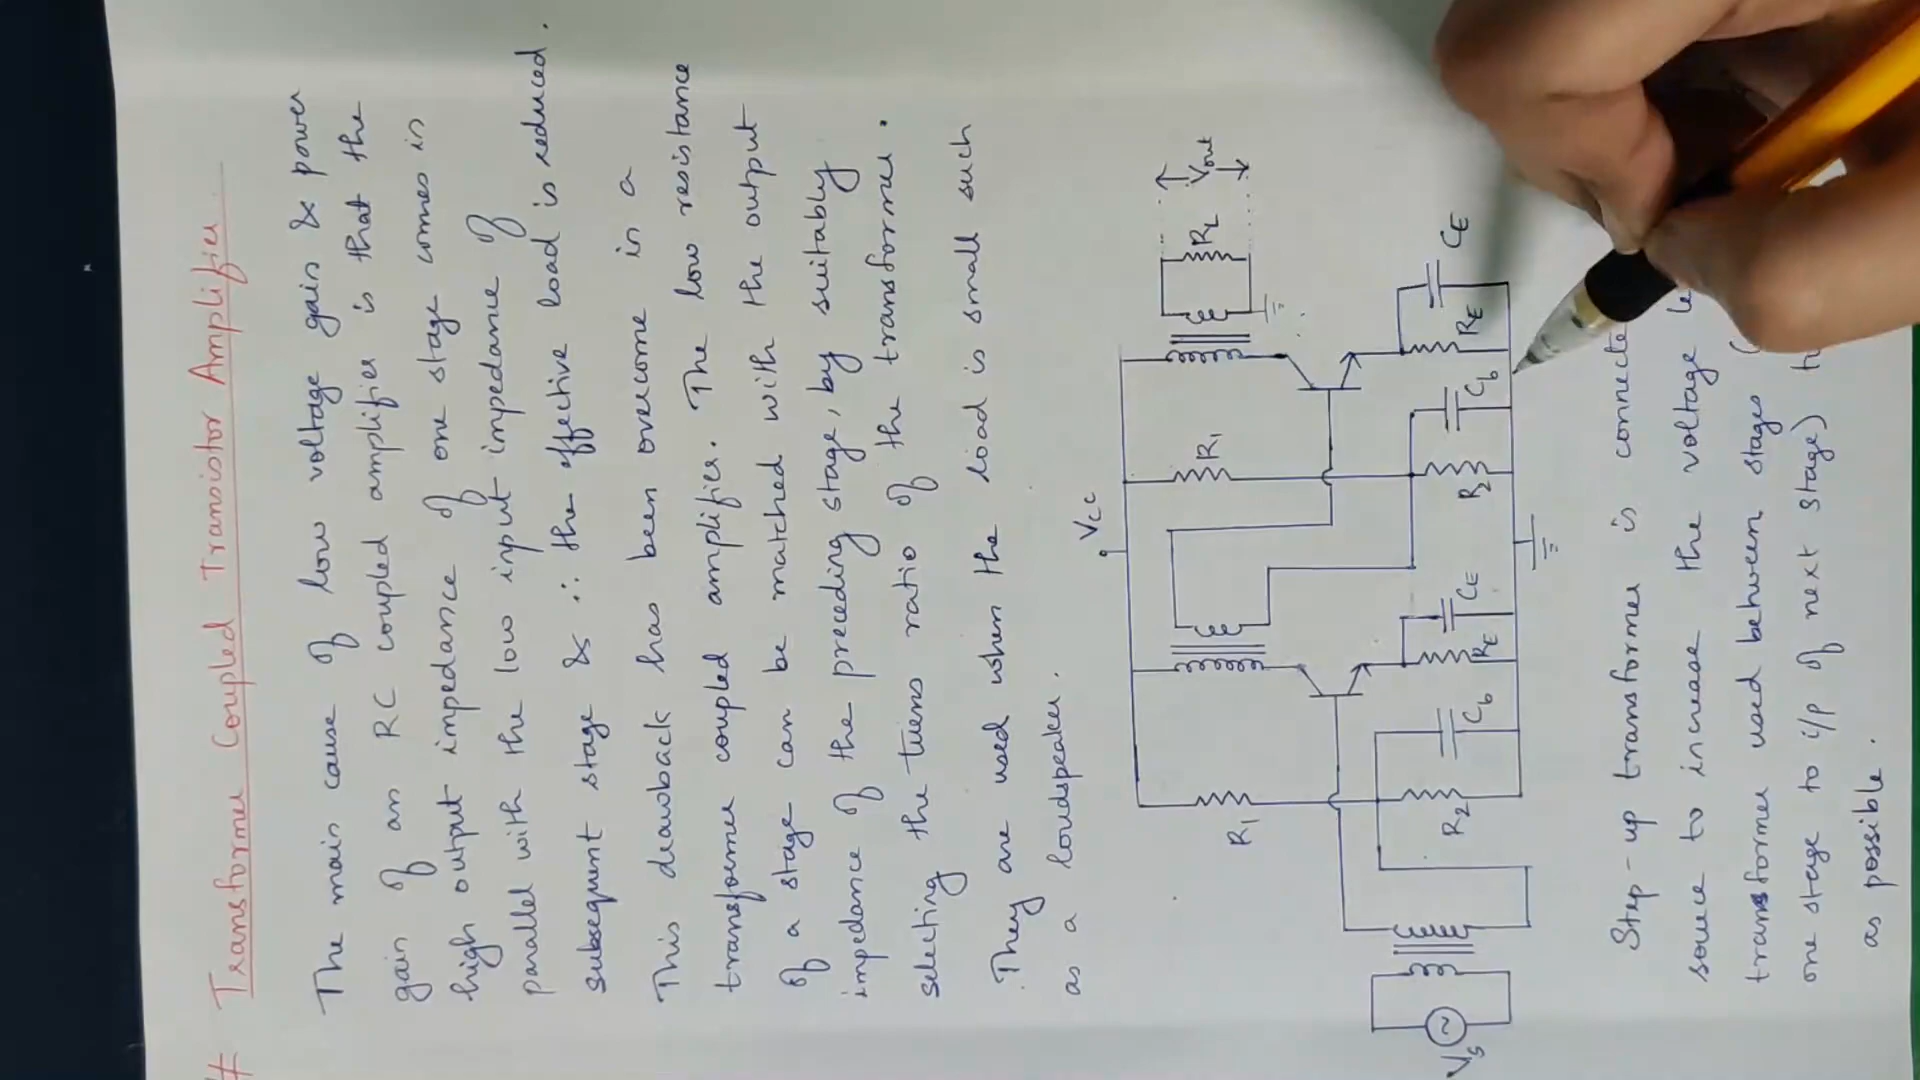 # Transformer Coupled Transistor Amplifier
The main cause of low voltage gain & power
gain of an RC coupled amplifier is that the
high output impedance of one stage comes in
parallel with the low input impedance of
subsequent stage & ∴ the effective load is reduced.
This drawback has been overcome in a
transformer coupled amplifier. The low resistance
of a stage can be matched with the output
impedance of the preceding stage, by suitably
selecting the turns ratio of the transformer.
They are used when the load is small such
as a loudspeaker.
Vcc
R1
R1
RL
Vout
R2
Cb
RE
CE
R2
Cb
RE
CE
Vs
Step-up transformer is
source to increase the voltage
transformer used between stages
one stage to i/p of next stage)
as possible.